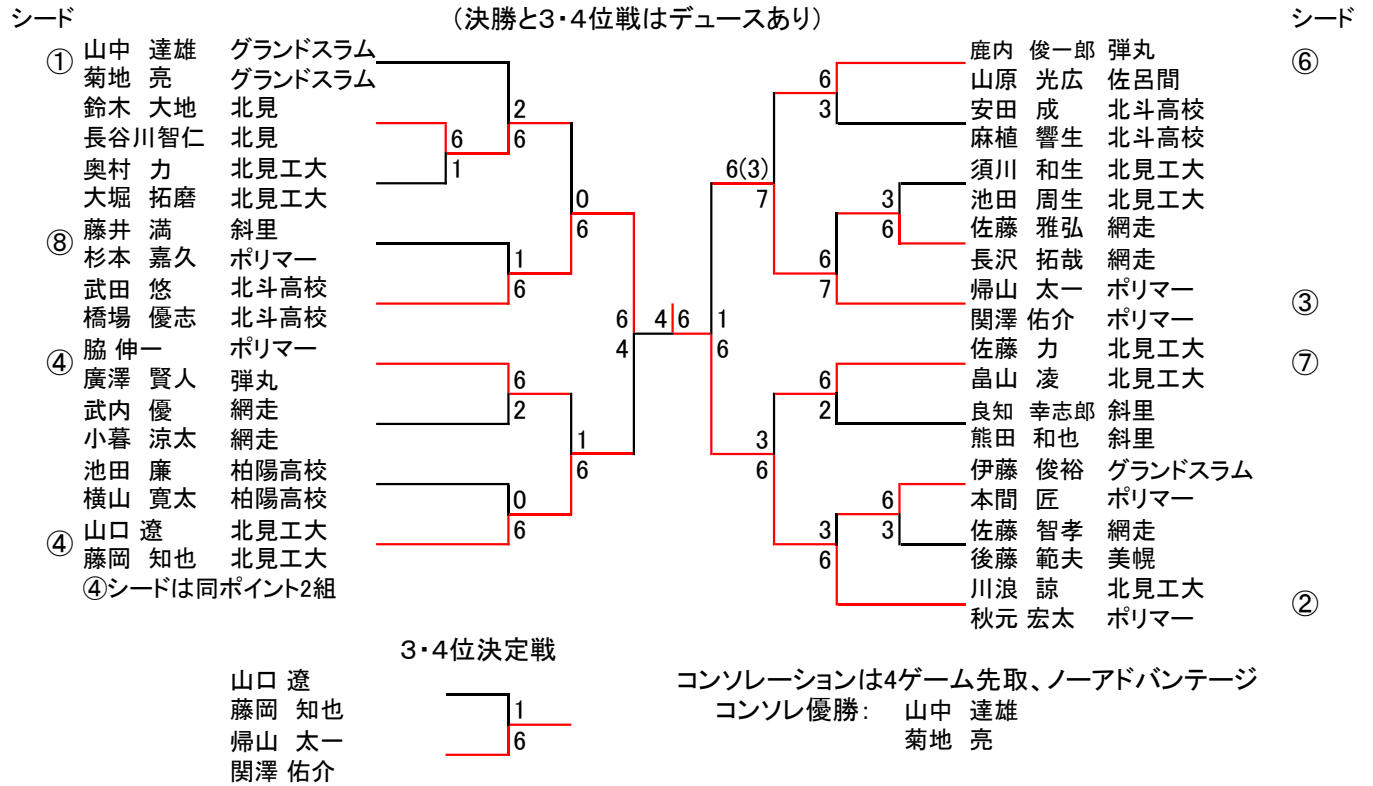 シード (決勝と3・4位戦はデュースあり) シード
① 山中 達雄 グランドスラム
菊地 亮 グランドスラム
鈴木 大地 北見
長谷川智仁 北見
奥村 力 北見工大
大堀 拓磨 北見工大
⑧ 藤井 満 斜里
杉本 嘉久 ポリマー
武田 悠 北斗高校
橋場 優志 北斗高校
④ 脇 伸一 ポリマー
廣澤 賢人 弾丸
武内 優 網走
小暮 涼太 網走
池田 廉 柏陽高校
横山 寛太 柏陽高校
④ 山口 遼 北見工大
藤岡 知也 北見工大
④シードは同ポイント2組
6
1
2
6
1
6
6
2
0
6
0
6
1
6
6
4
4 6
1
6
6(3)
7
3
6
6
3
6
7
6
2
3
6
3
6
6
3
鹿内 俊一郎 弾丸 ⑥
山原 光広 佐呂間
安田 成 北斗高校
麻植 響生 北斗高校
須川 和生 北見工大
池田 周生 北見工大
佐藤 雅弘 網走
長沢 拓哉 網走
帰山 太一 ポリマー ③
関澤 佑介 ポリマー
佐藤 力 北見工大 ⑦
畠山 凌 北見工大
良知 幸志郎 斜里
熊田 和也 斜里
伊藤 俊裕 グランドスラム
本間 匠 ポリマー
佐藤 智孝 網走
後藤 範夫 美幌
川浪 諒 北見工大 ②
秋元 宏太 ポリマー
3・4位決定戦
山口 遼
藤岡 知也
帰山 太一
関澤 佑介
1
6
コンソレーションは4ゲーム先取、ノーアドバンテージ
コンソレ優勝: 山中 達雄
菊地 亮